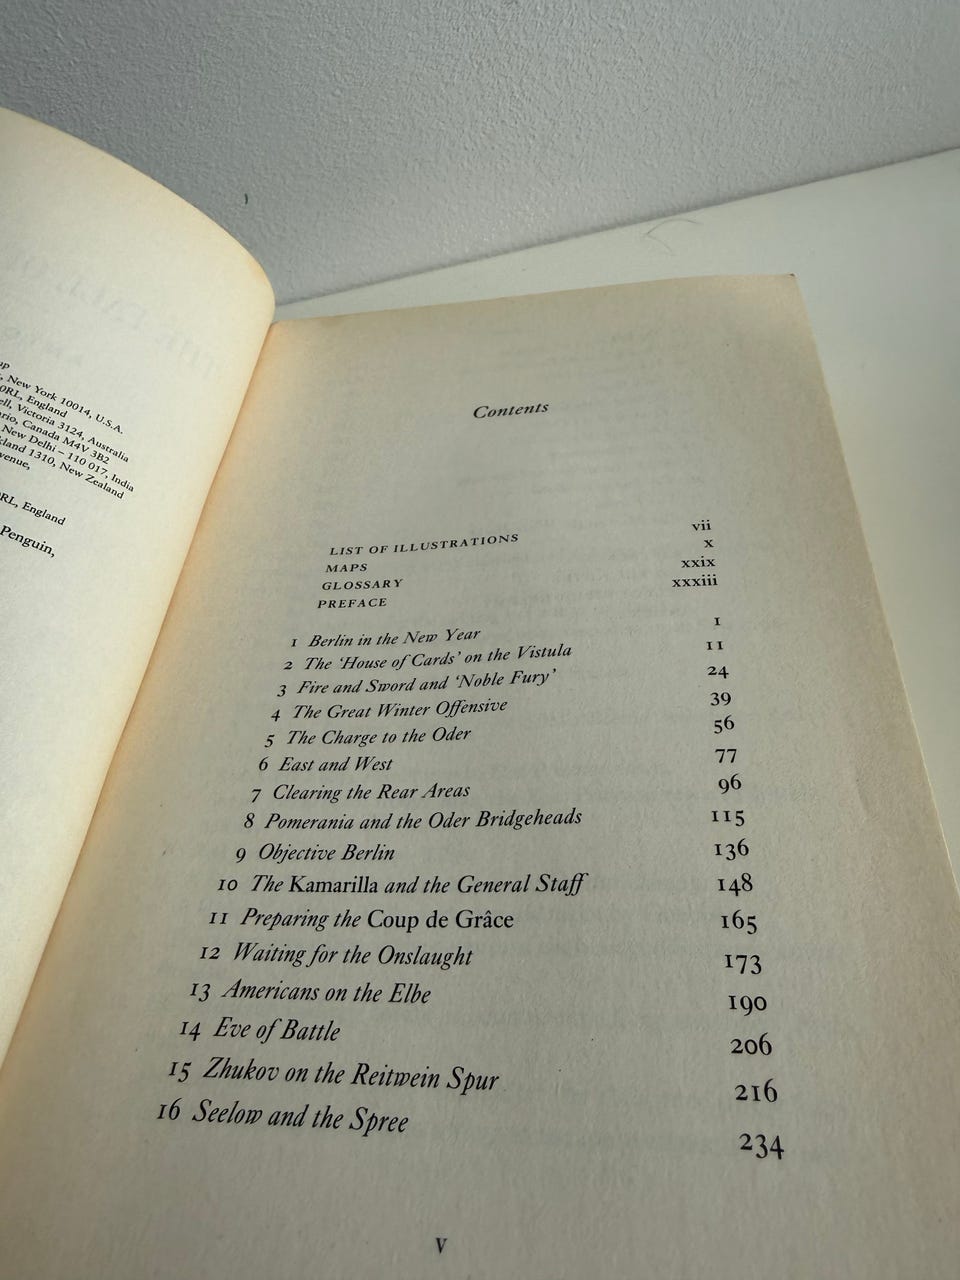 New York 10014, U.S.A.
0RL, England
Victoria 3124, Australia
Canada M4V 3B2
New Delhi – 110 017, India
1310, New Zealand
England
Penguin,
Contents
LIST OF ILLUSTRATIONS vii
MAPS x
GLOSSARY xxix
PREFACE xxxiii
1 Berlin in the New Year 1
2 The ‘House of Cards’ on the Vistula 11
3 Fire and Sword and ‘Noble Fury’ 24
4 The Great Winter Offensive 39
5 The Charge to the Oder 56
6 East and West 77
7 Clearing the Rear Areas 96
8 Pomerania and the Oder Bridgeheads 115
9 Objective Berlin 136
10 The Kamarilla and the General Staff 148
11 Preparing the Coup de Grâce 165
12 Waiting for the Onslaught 173
13 Americans on the Elbe 190
14 Eve of Battle 206
15 Zhukov on the Reitwein Spur 216
16 Seelow and the Spree 234
v